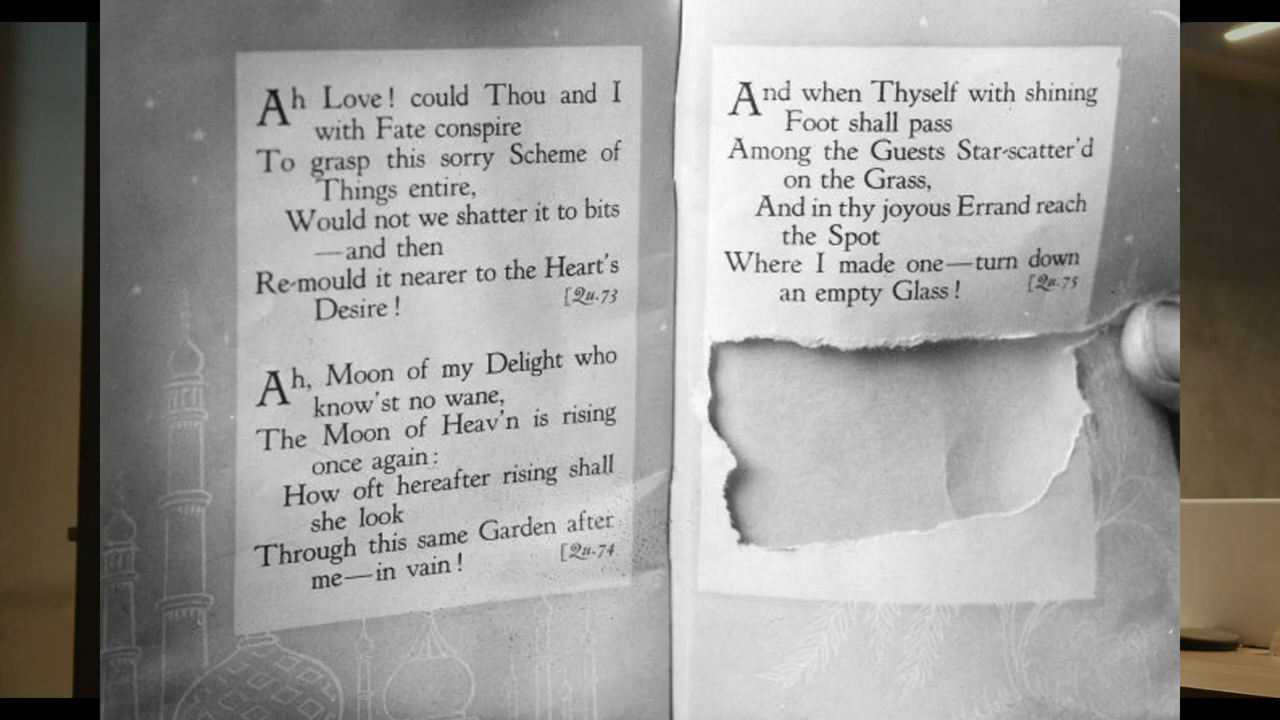 Ah Love! could Thou and I
with Fate conspire
To grasp this sorry Scheme of
Things entire,
Would not we shatter it to bits
—and then
Re-mould it nearer to the Heart's
Desire!
[Qu. 73
Ah, Moon of my Delight who
know'st no wane,
The Moon of Heav'n is rising
once again:
How oft hereafter rising shall
she look
Through this same Garden after
me—in vain!
[Qu. 74
And when Thyself with shining
Foot shall pass
Among the Guests Star-scatter'd
on the Grass,
And in thy joyous Errand reach
the Spot
Where I made one—turn down
an empty Glass!
[Qu. 75